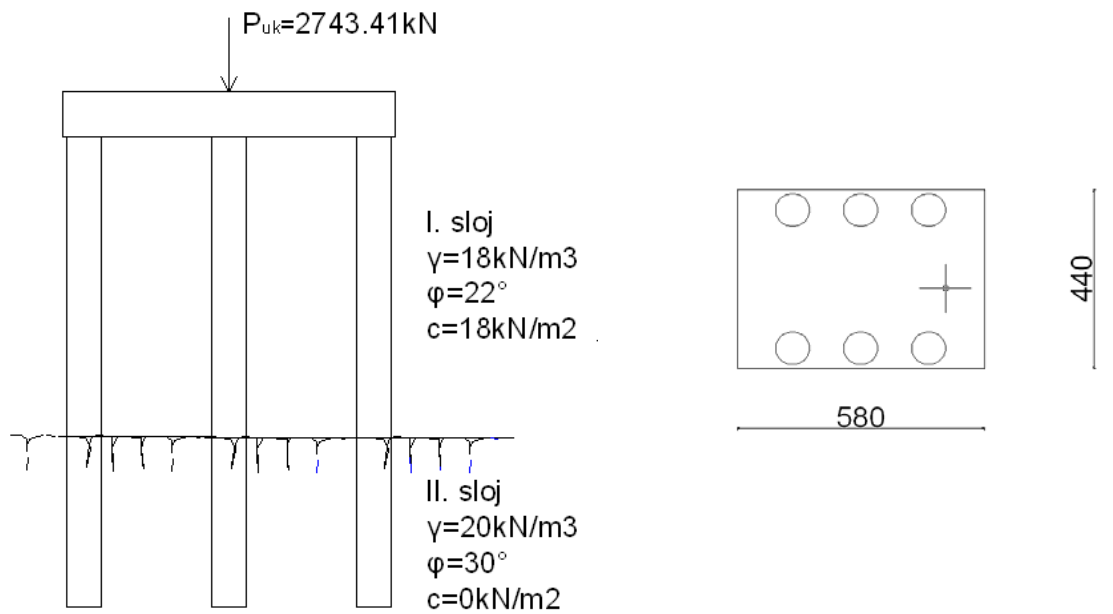 Puk=2743.41kN
I. sloj
γ=18kN/m3
φ=22°
c=18kN/m2
II. sloj
γ=20kN/m3
φ=30°
c=0kN/m2
440
580